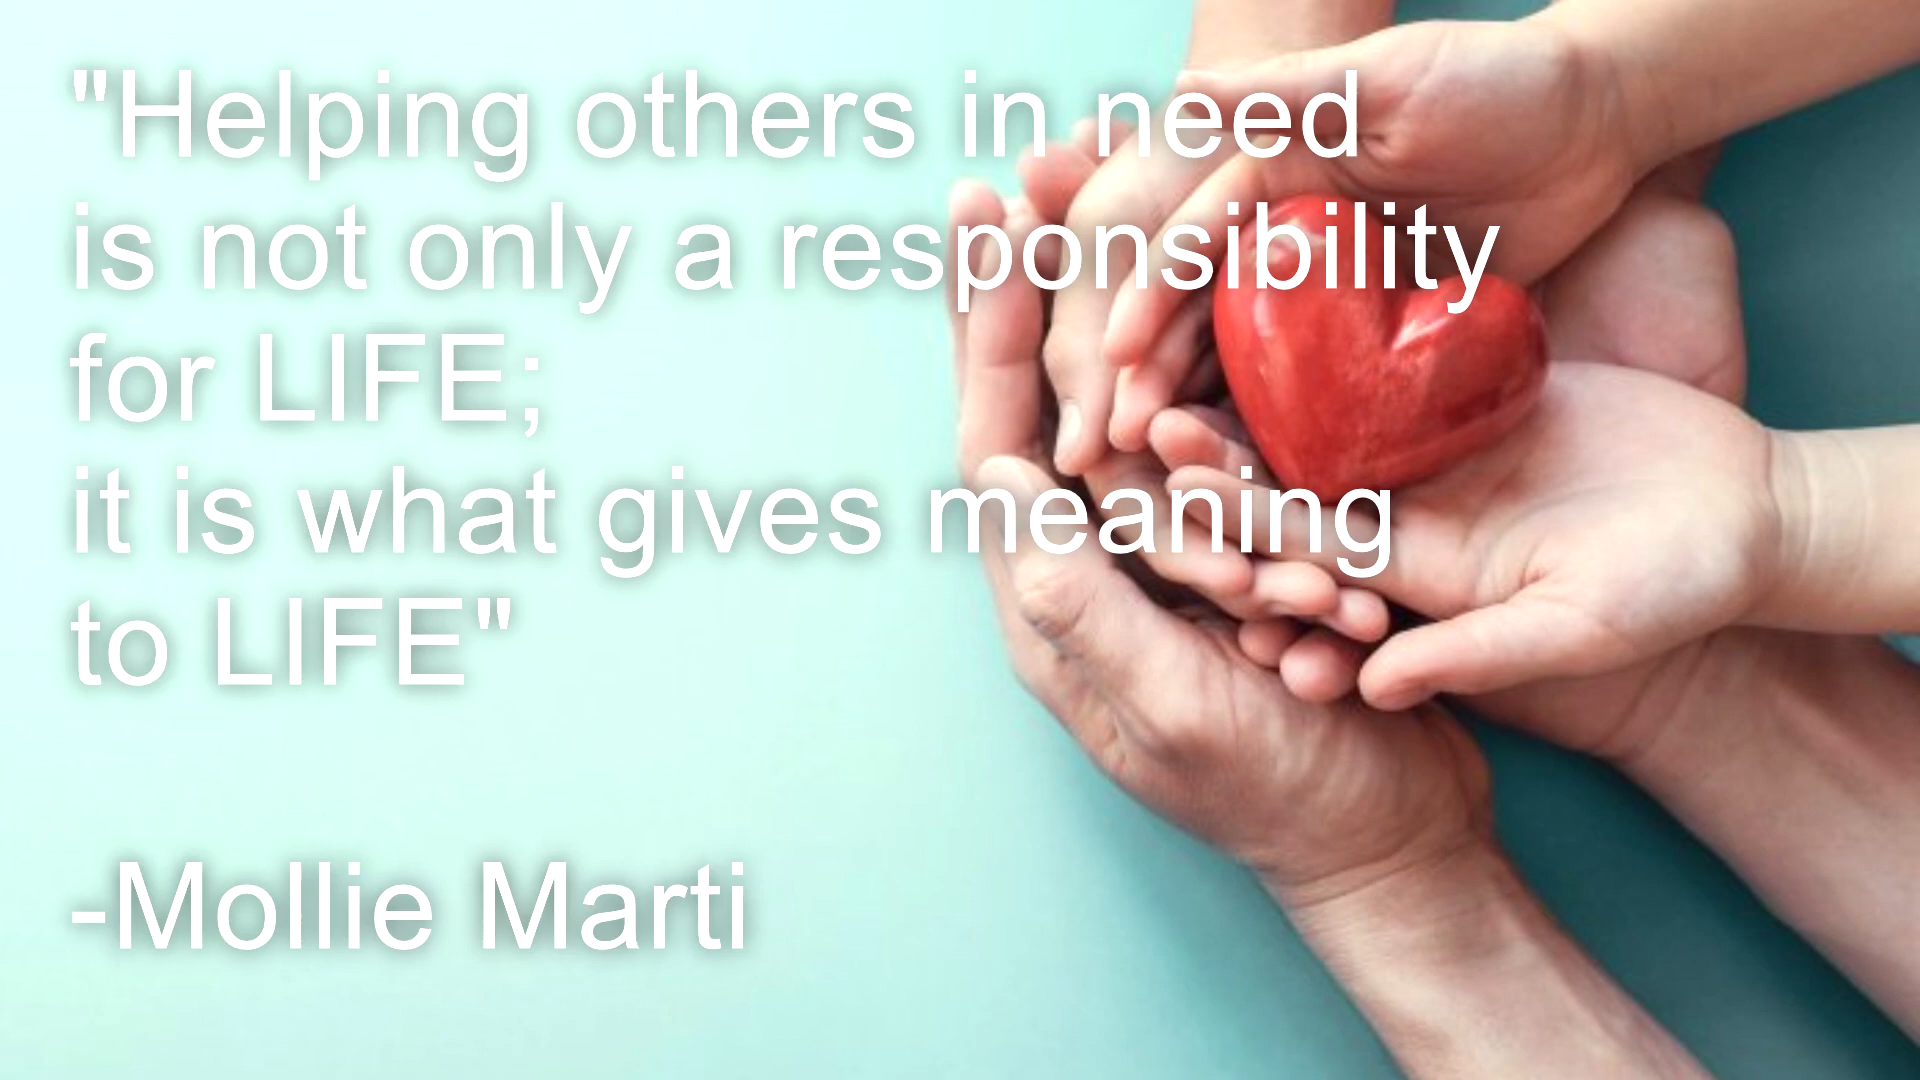 "Helping others in need
is not only a responsibility
for LIFE;
it is what gives meaning
to LIFE"
-Mollie Marti